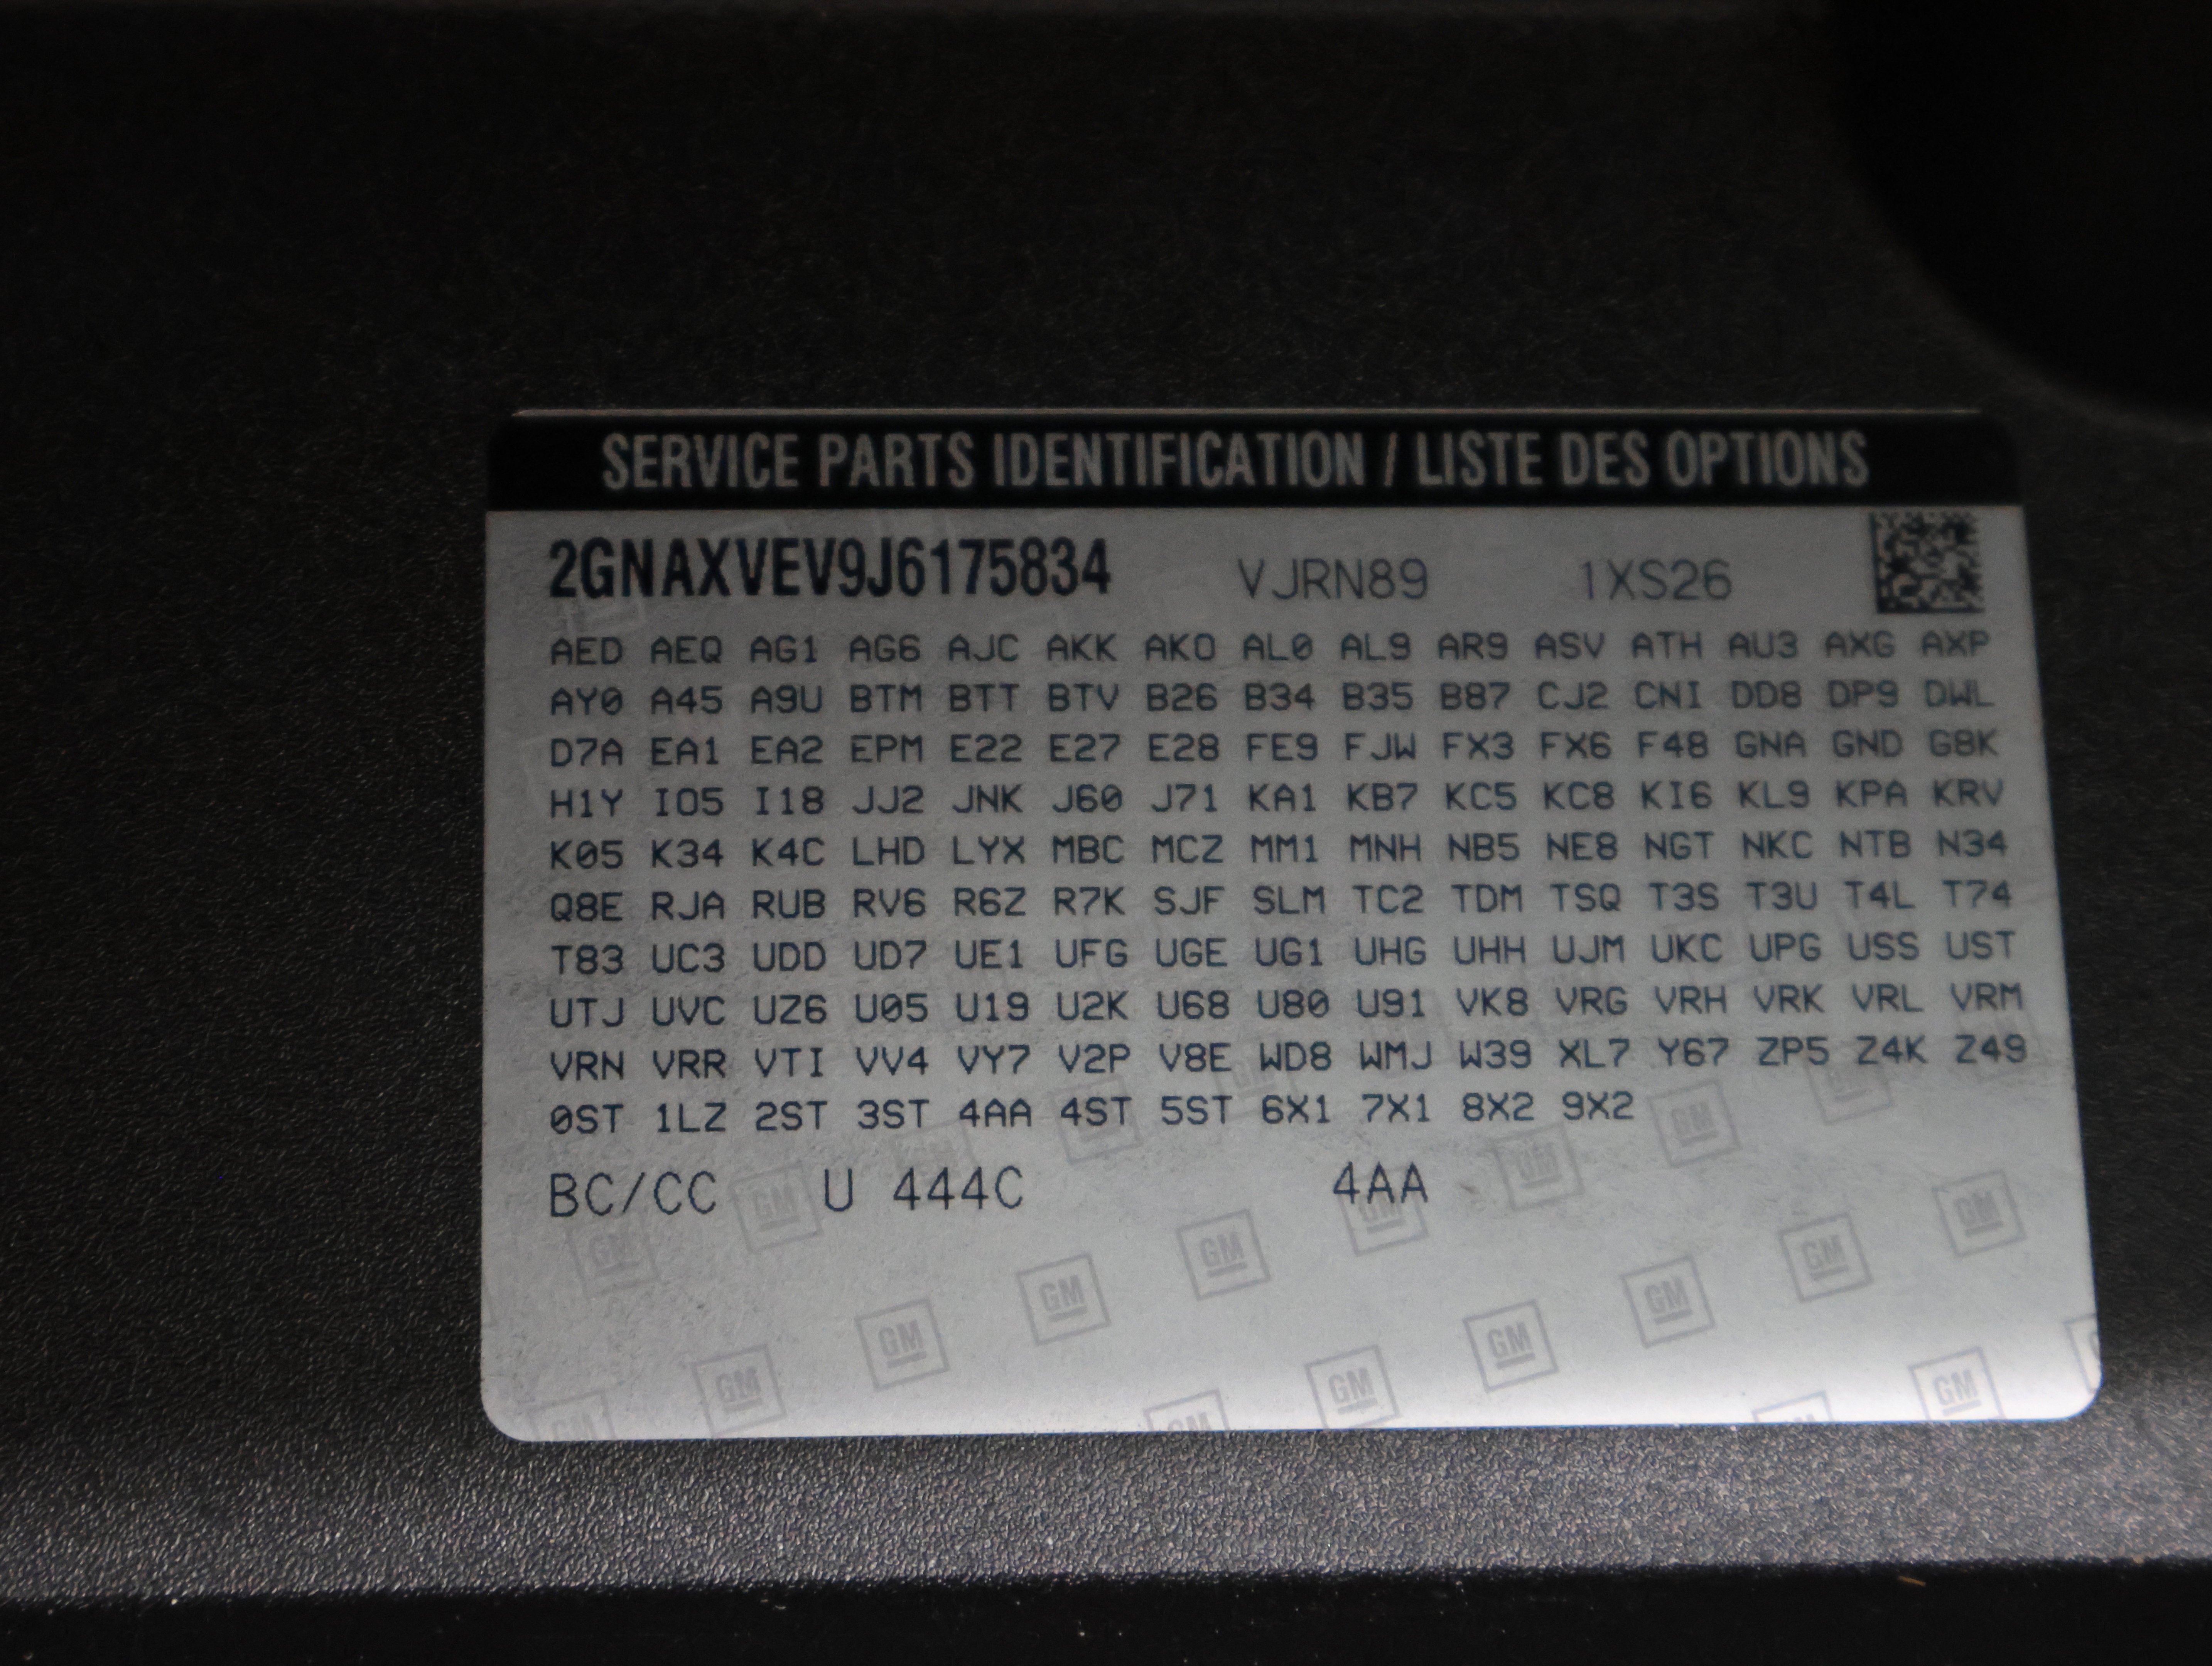 SERVICE PARTS IDENTIFICATION / LISTE DES OPTIONS
2GNAXVEV9J6175834 VJRN89 1XS26
AED AEQ AG1 AG6 AJC AKK AKO AL0 AL9 AR9 ASV ATH AU3 AXG AXP
AY0 A45 A9U BTM BTT BTV B26 B34 B35 B87 CJ2 CNI DD8 DP9 DWL
D7A EA1 EA2 EPM E22 E27 E28 FE9 FJW FX3 FX6 F48 GNA GND G8K
H1Y IO5 I18 JJ2 JNK J60 J71 KA1 KB7 KC5 KC8 KI6 KL9 KPA KRV
K05 K34 K4C LHD LYX MBC MCZ MM1 MNH NB5 NE8 NGT NKC NTB N34
Q8E RJA RUB RV6 R6Z R7K SJF SLM TC2 TDM TSQ T3S T3U T4L T74
T83 UC3 UDD UD7 UE1 UFG UGE UG1 UHG UHH UJM UKC UPG USS UST
UTJ UVC UZ6 U05 U19 U2K U68 U80 U91 VK8 VRG VRH VRK VRL VRM
VRN VRR VTI VV4 VY7 V2P V8E WD8 WMJ W39 XL7 Y67 ZP5 Z4K Z49
0ST 1LZ 2ST 3ST 4AA 4ST 5ST 6X1 7X1 8X2 9X2
BC/CC U 444C 4AA